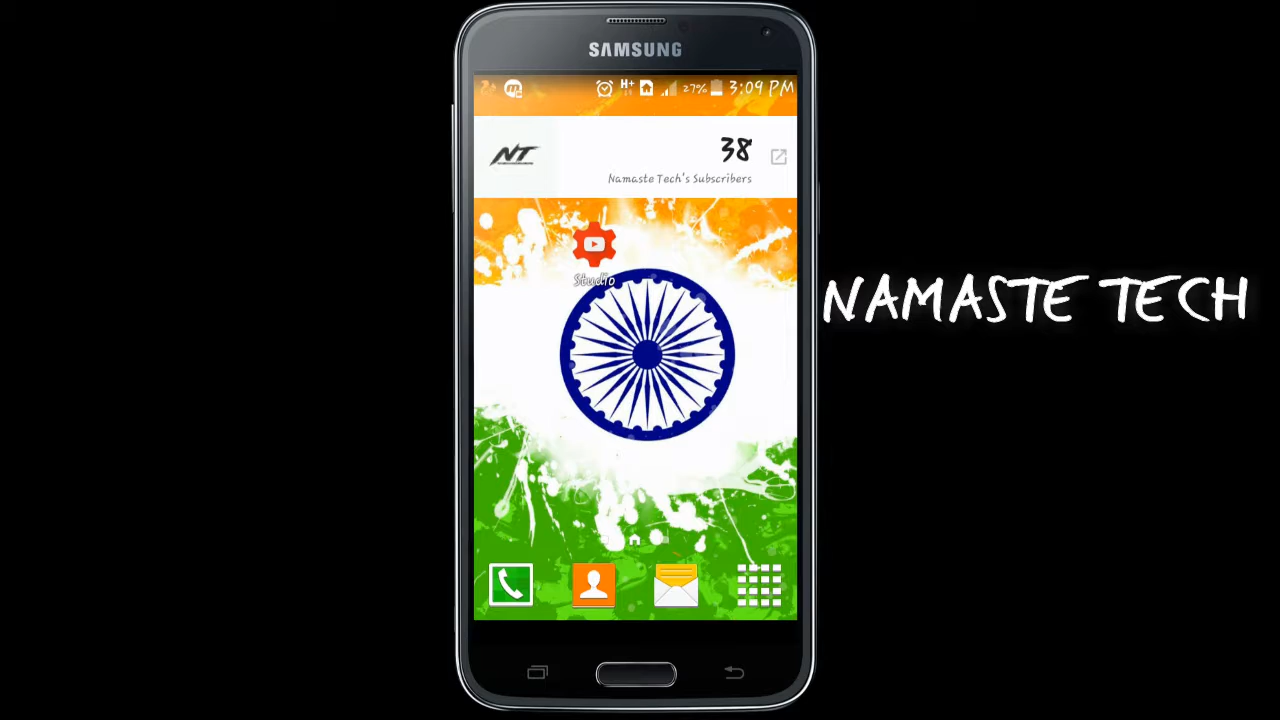 SAMSUNG
H+ 27% 3:09 PM
NT
38
Namaste Tech's Subscribers
Studio
NAMASTE TECH